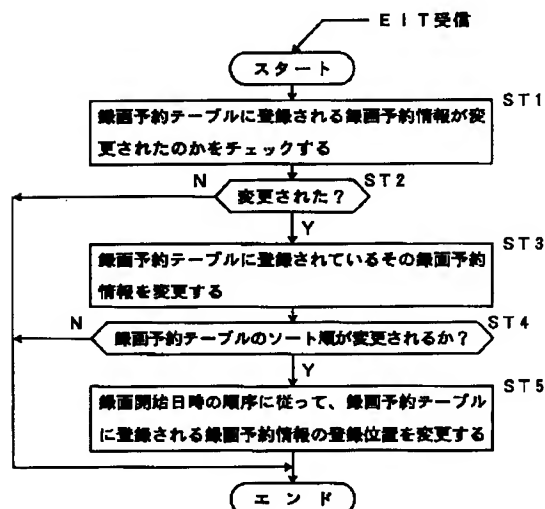 EIT受信
スタート
ST1
録画予約テーブルに登録される録画予約情報が変
更されたのかをチェックする
N
ST2
変更された？
Y
ST3
録画予約テーブルに登録されているその録画予約
情報を変更する
N
ST4
録画予約テーブルのソート順が変更されるか？
Y
ST5
録画開始日時の順序に従って、録画予約テーブル
に登録される録画予約情報の登録位置を変更する
エンド